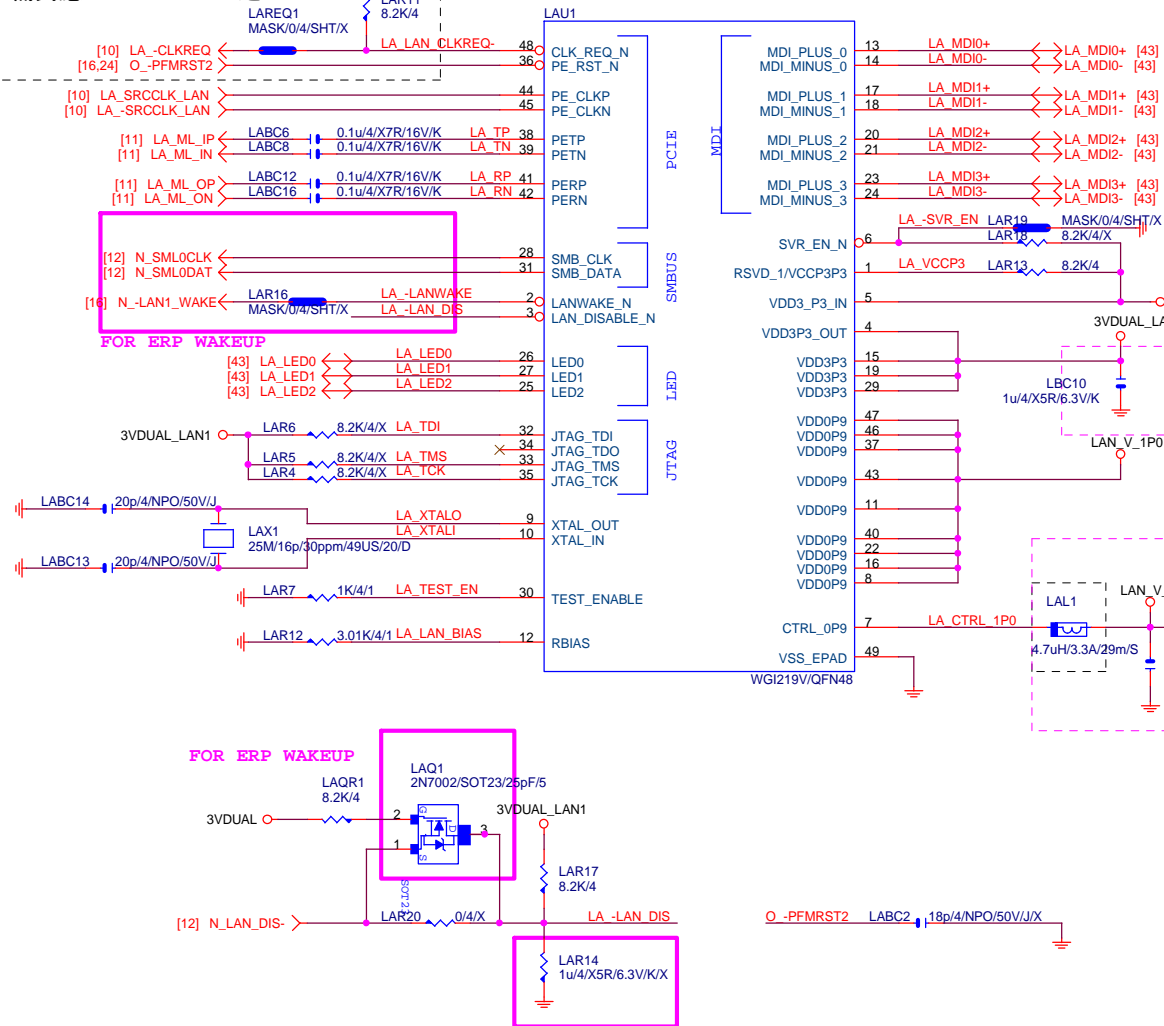 LAREQ1
MASK/0/4/SHT/X
8.2K/4
LAU1
[10] LA_-CLKREQ
LA_LAN_CLKREQ-
48
CLK_REQ_N
[16,24] O_-PFMRST2
36
PE_RST_N
[10] LA_SRCCLK_LAN
44
PE_CLKP
[10] LA_-SRCCLK_LAN
45
PE_CLKN
[11] LA_ML_IP
LABC6
0.1u/4/X7R/16V/K
LA_TP
38
PETP
[11] LA_ML_IN
LABC8
0.1u/4/X7R/16V/K
LA_TN
39
PETN
[11] LA_ML_OP
LABC12
0.1u/4/X7R/16V/K
LA_RP
41
PERP
[11] LA_ML_ON
LABC16
0.1u/4/X7R/16V/K
LA_RN
42
PERN
PCIE
[12] N_SML0CLK
28
SMB_CLK
[12] N_SML0DAT
31
SMB_DATA
SMBUS
[16] N_-LAN1_WAKE
LAR16
MASK/0/4/SHT/X
LA_-LANWAKE
2
LANWAKE_N
LA_-LAN_DIS
3
LAN_DISABLE_N
FOR ERP WAKEUP
[43] LA_LED0
LA_LED0
26
LED0
[43] LA_LED1
LA_LED1
27
LED1
[43] LA_LED2
LA_LED2
25
LED2
LED
3VDUAL_LAN1
LAR6
8.2K/4/X
LA_TDI
32
JTAG_TDI
34
JTAG_TDO
LAR5
8.2K/4/X
LA_TMS
33
JTAG_TMS
LAR4
8.2K/4/X
LA_TCK
35
JTAG_TCK
JTAG
LABC14
20p/4/NPO/50V/J
LA_XTALO
9
XTAL_OUT
LAX1
25M/16p/30ppm/49US/20/D
LA_XTALI
10
XTAL_IN
LABC13
20p/4/NPO/50V/J
LAR7
1K/4/1
LA_TEST_EN
30
TEST_ENABLE
LAR12
3.01K/4/1
LA_LAN_BIAS
12
RBIAS
MDI
MDI_PLUS_0
13
LA_MDI0+
LA_MDI0+ [43]
MDI_MINUS_0
14
LA_MDI0-
LA_MDI0- [43]
MDI_PLUS_1
17
LA_MDI1+
LA_MDI1+ [43]
MDI_MINUS_1
18
LA_MDI1-
LA_MDI1- [43]
MDI_PLUS_2
20
LA_MDI2+
LA_MDI2+ [43]
MDI_MINUS_2
21
LA_MDI2-
LA_MDI2- [43]
MDI_PLUS_3
23
LA_MDI3+
LA_MDI3+ [43]
MDI_MINUS_3
24
LA_MDI3-
LA_MDI3- [43]
SVR_EN_N
6
LA_-SVR_EN
LAR19
MASK/0/4/SHT/X
LAR18
8.2K/4/X
RSVD_1/VCCP3P3
1
LA_VCCP3
LAR13
8.2K/4
VDD3_P3_IN
5
VDD3P3_OUT
4
VDD3P3
15
VDD3P3
19
VDD3P3
29
LBC10
1u/4/X5R/6.3V/K
VDD0P9
47
VDD0P9
46
VDD0P9
37
LAN_V_1P0
VDD0P9
43
VDD0P9
11
VDD0P9
40
VDD0P9
22
VDD0P9
16
VDD0P9
8
CTRL_0P9
7
LA_CTRL_1P0
LAL1
4.7uH/3.3A/29m/S
VSS_EPAD
49
WGI219V/QFN48
FOR ERP WAKEUP
LAQR1
8.2K/4
3VDUAL
LAQ1
2N7002/SOT23/25pF/5
2
G
D
3
1
S
3VDUAL_LAN1
LAR17
8.2K/4
[12] N_LAN_DIS-
LAR20
0/4/X
LA_-LAN_DIS
LAR14
1u/4/X5R/6.3V/K/X
O_-PFMRST2
LABC2
18p/4/NPO/50V/J/X